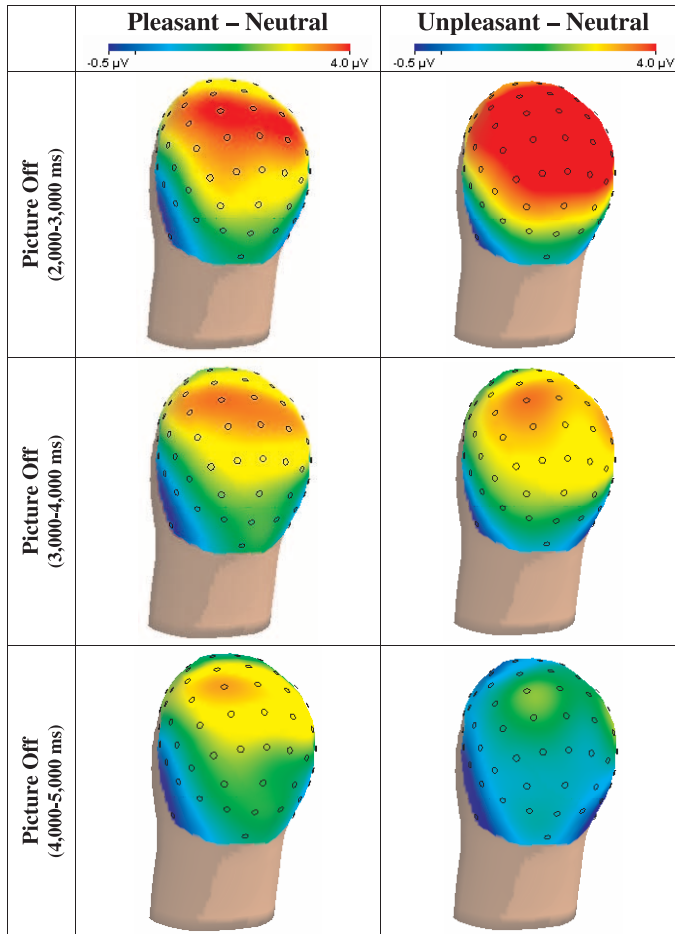 Pleasant – Neutral
Unpleasant – Neutral
-0.5 µV
4.0 µV
-0.5 µV
4.0 µV
Picture Off
(2,000-3,000 ms)
Picture Off
(3,000-4,000 ms)
Picture Off
(4,000-5,000 ms)